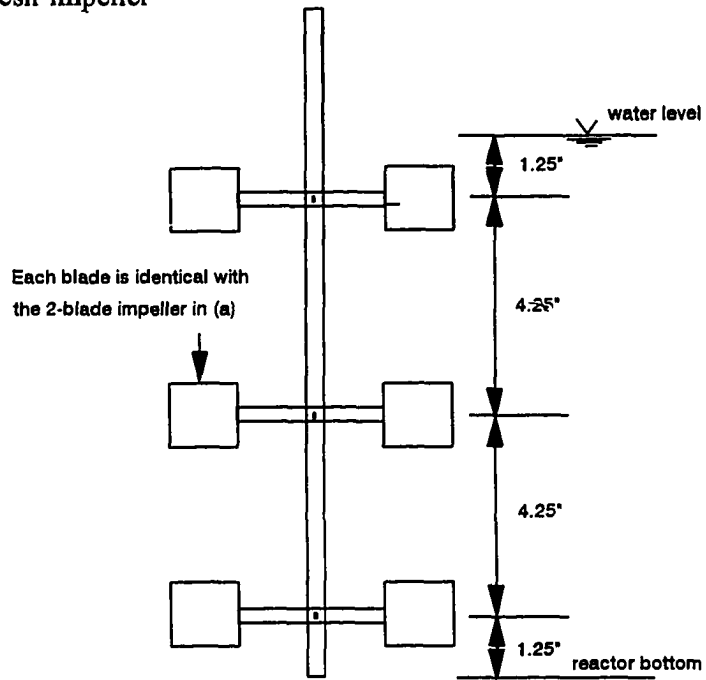 esh impeller
water level
1.25"
Each blade is identical with
the 2-blade impeller in (a)
4.25"
4.25"
1.25"
reactor bottom